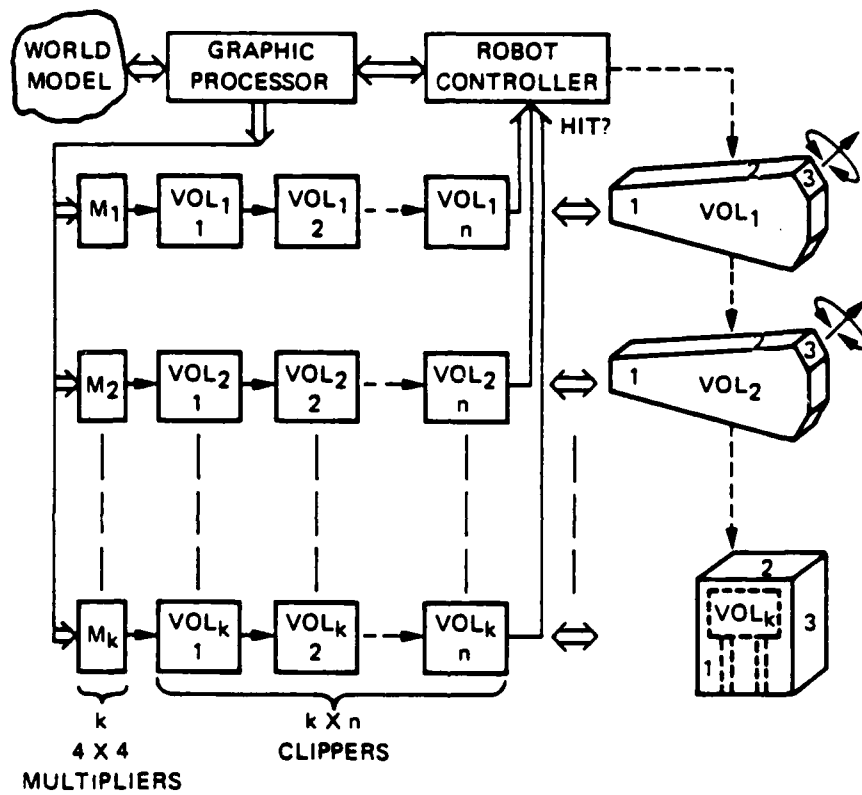 WORLD
MODEL
GRAPHIC
PROCESSOR
ROBOT
CONTROLLER
HIT?
M1
VOL1
1
VOL1
2
VOL1
n
1
2
3
VOL1
M2
VOL2
1
VOL2
2
VOL2
n
1
2
3
VOL2
Mk
VOLk
1
VOLk
2
VOLk
n
2
VOLk
3
1
k
4 X 4
MULTIPLIERS
k X n
CLIPPERS